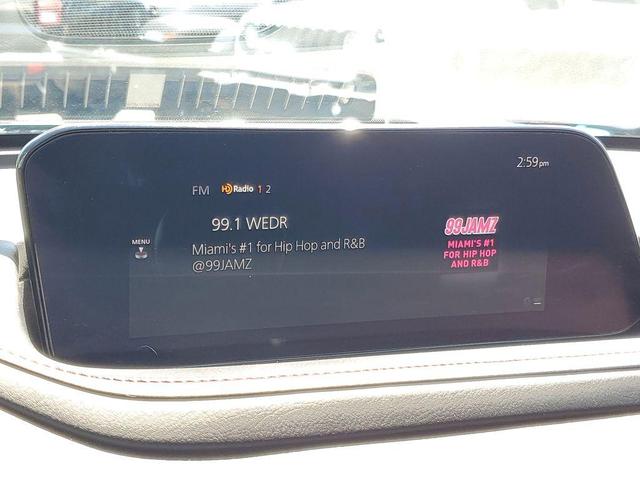 2:59pm
FM HD Radio 1 2
99.1 WEDR
MENU
Miami's #1 for Hip Hop and R&B
@99JAMZ
99JAMZ
MIAMI'S #1
FOR HIP HOP
AND R&B